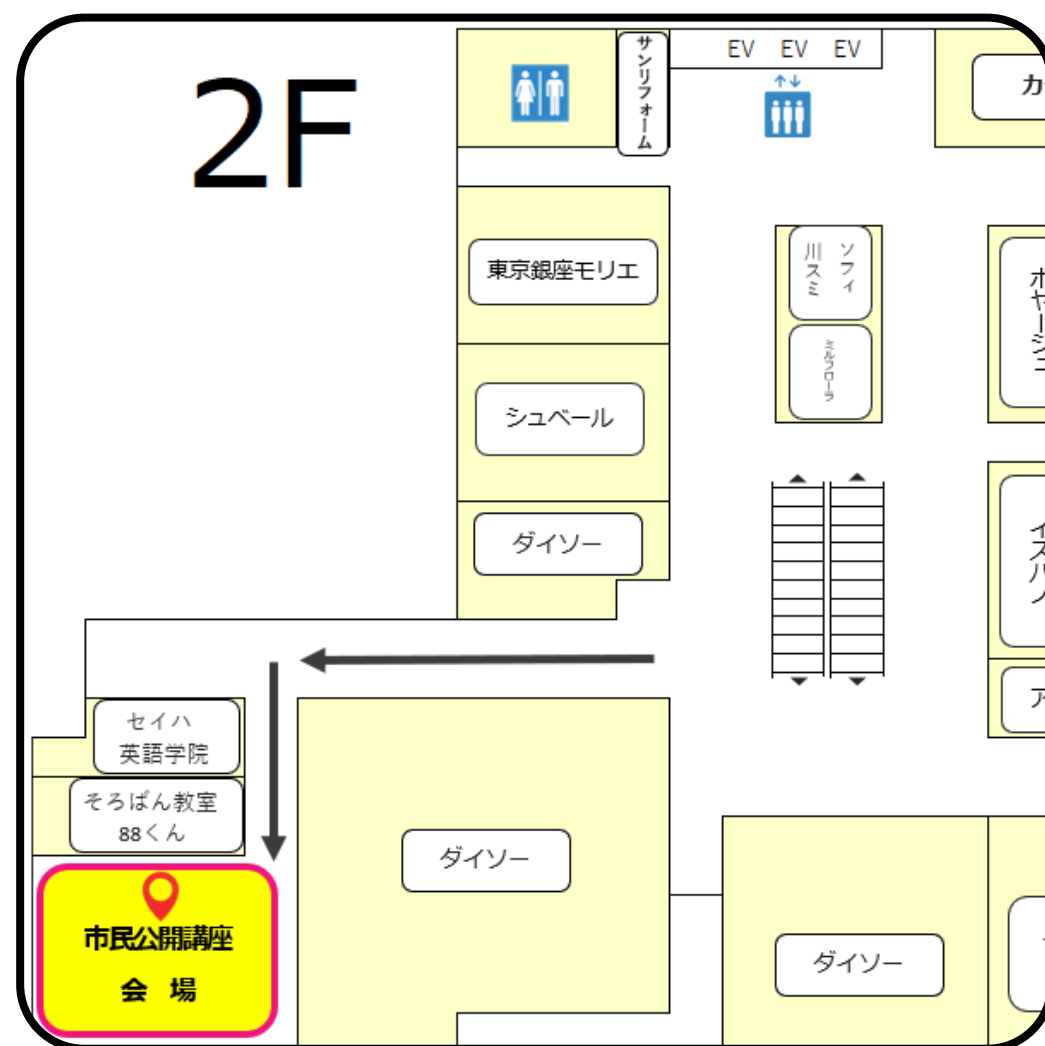 2F
サンリフォーム
EV EV EV
カ
東京銀座モリエ
ソフィ
川スミ
ミルフローラ
シュベール
ダイソー
セイハ
英語学院
そろばん教室
88くん
ダイソー
市民公開講座
会 場
ダイソー